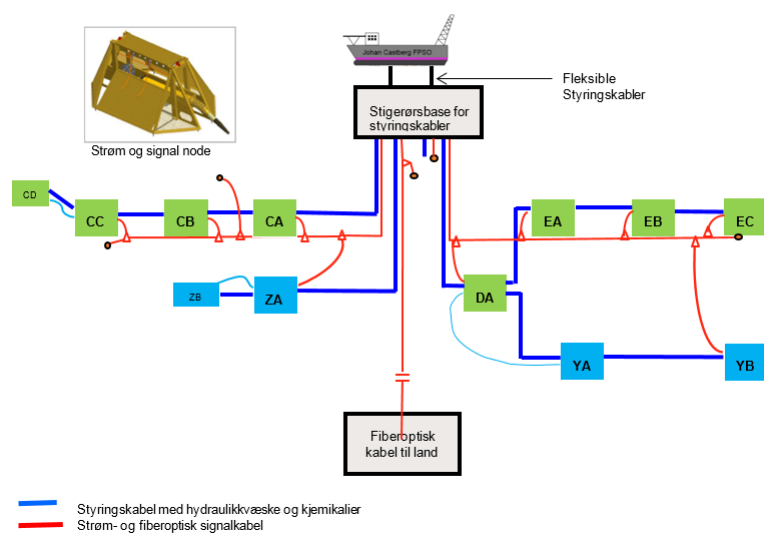 Johan Castberg FPSO
Fleksible
Styringskabler
Stigerørsbase for
styringskabler
Strøm og signal node
CD
CC
CB
CA
EA
EB
EC
ZB
ZA
DA
YA
YB
Fiberoptisk
kabel til land
Styringskabel med hydraulikkvæske og kjemikalier
Strøm- og fiberoptisk signalkabel